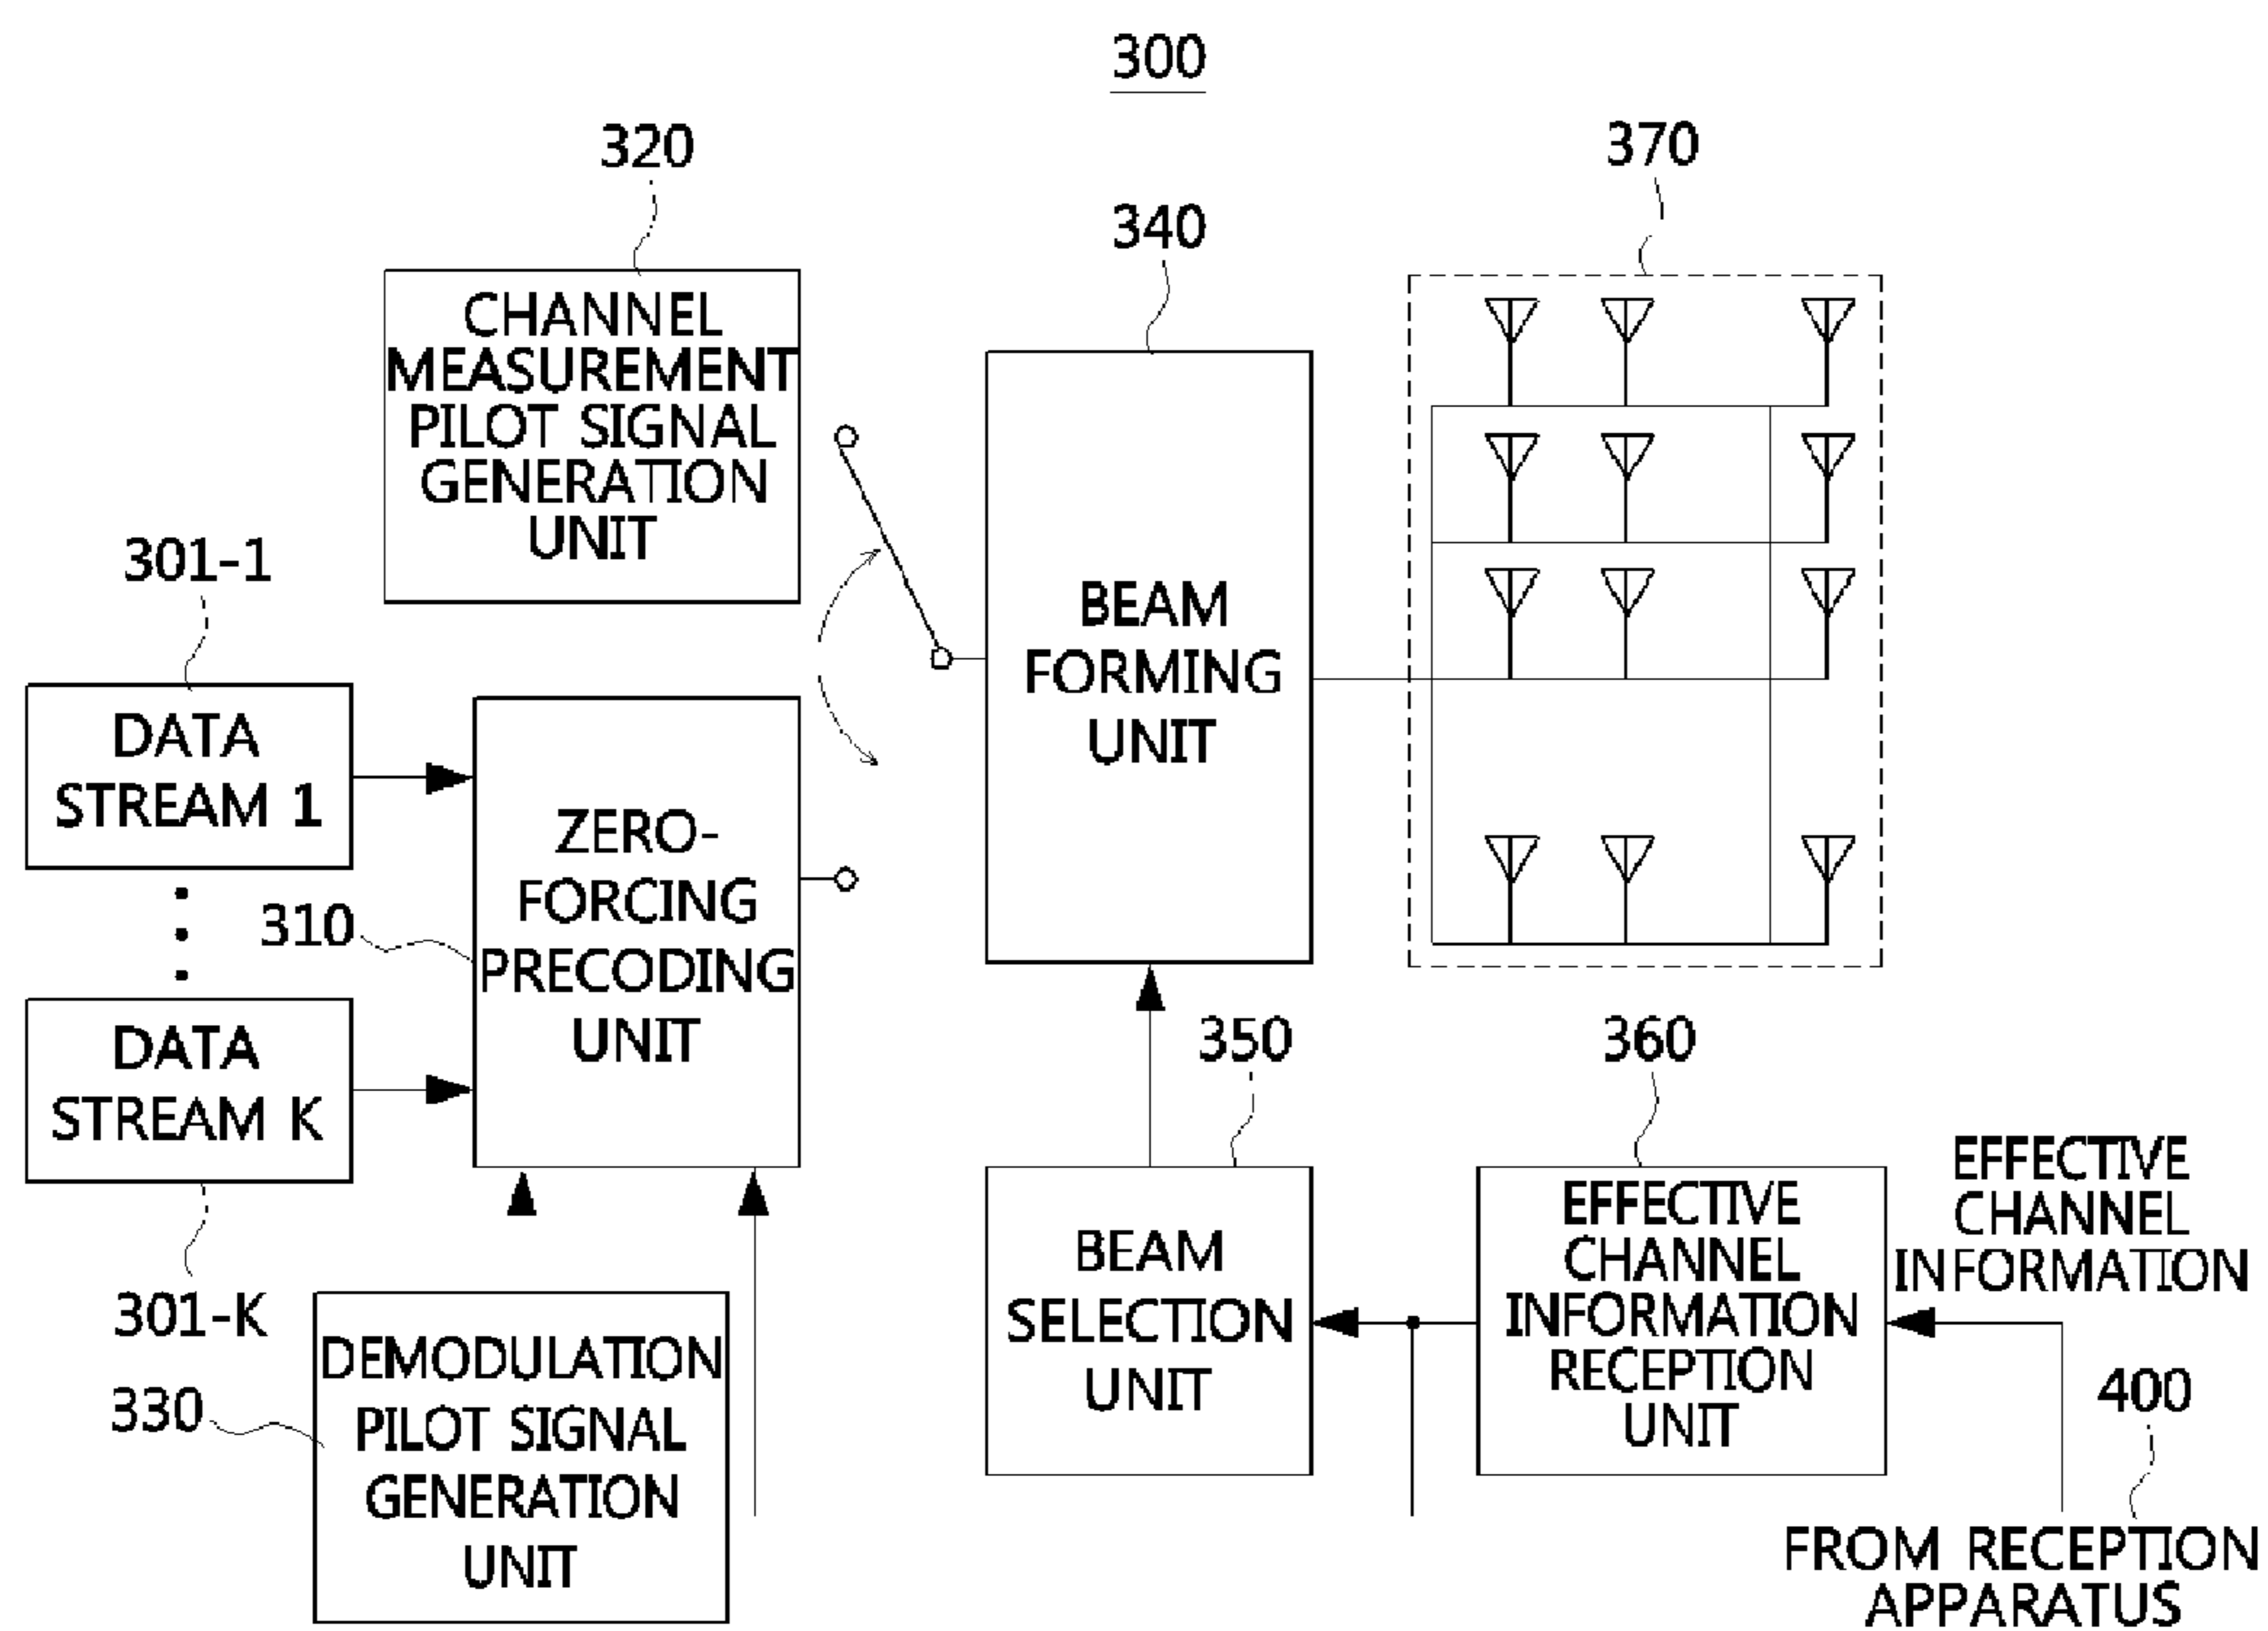 300
320
370
340
CHANNEL
MEASUREMENT
PILOT SIGNAL
GENERATION
UNIT
301-1
BEAM
FORMING
UNIT
DATA
STREAM 1
ZERO-
FORCING
PRECODING
UNIT
310
DATA
STREAM K
350
360
EFFECTIVE
CHANNEL
INFORMATION
EFFECTIVE
CHANNEL
INFORMATION
RECEPTION
UNIT
BEAM
SELECTION
UNIT
301-K
DEMODULATION
PILOT SIGNAL
GENERATION
UNIT
330
400
FROM RECEPTION
APPARATUS